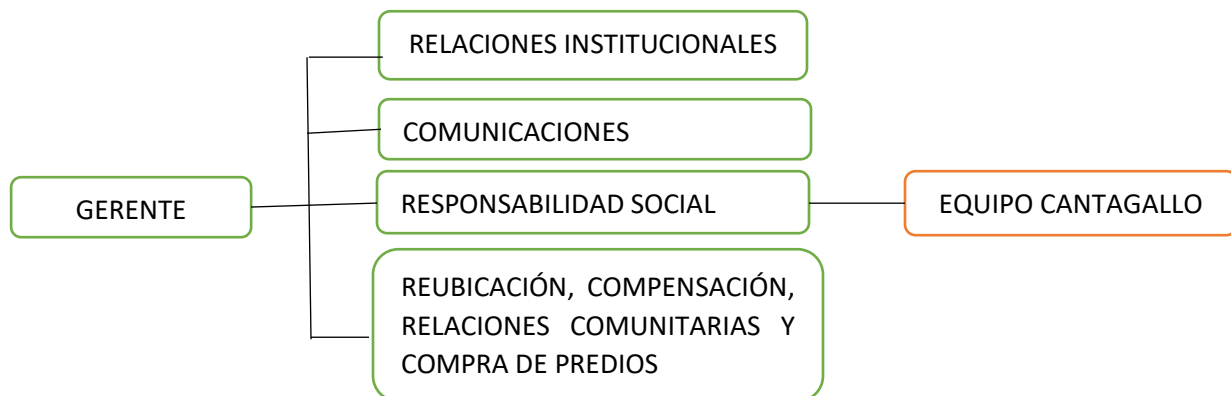 RELACIONES INSTITUCIONALES
COMUNICACIONES
GERENTE
RESPONSABILIDAD SOCIAL
EQUIPO CANTAGALLO
REUBICACIÓN, COMPENSACIÓN,
RELACIONES COMUNITARIAS Y
COMPRA DE PREDIOS